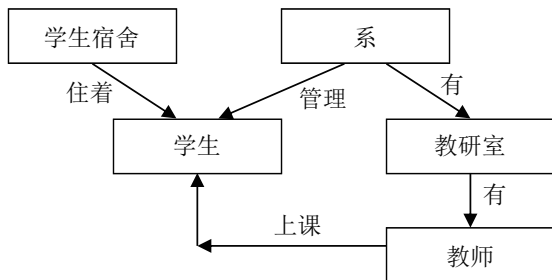 学生宿舍
系
住着
管理
有
学生
教研室
有
上课
教师